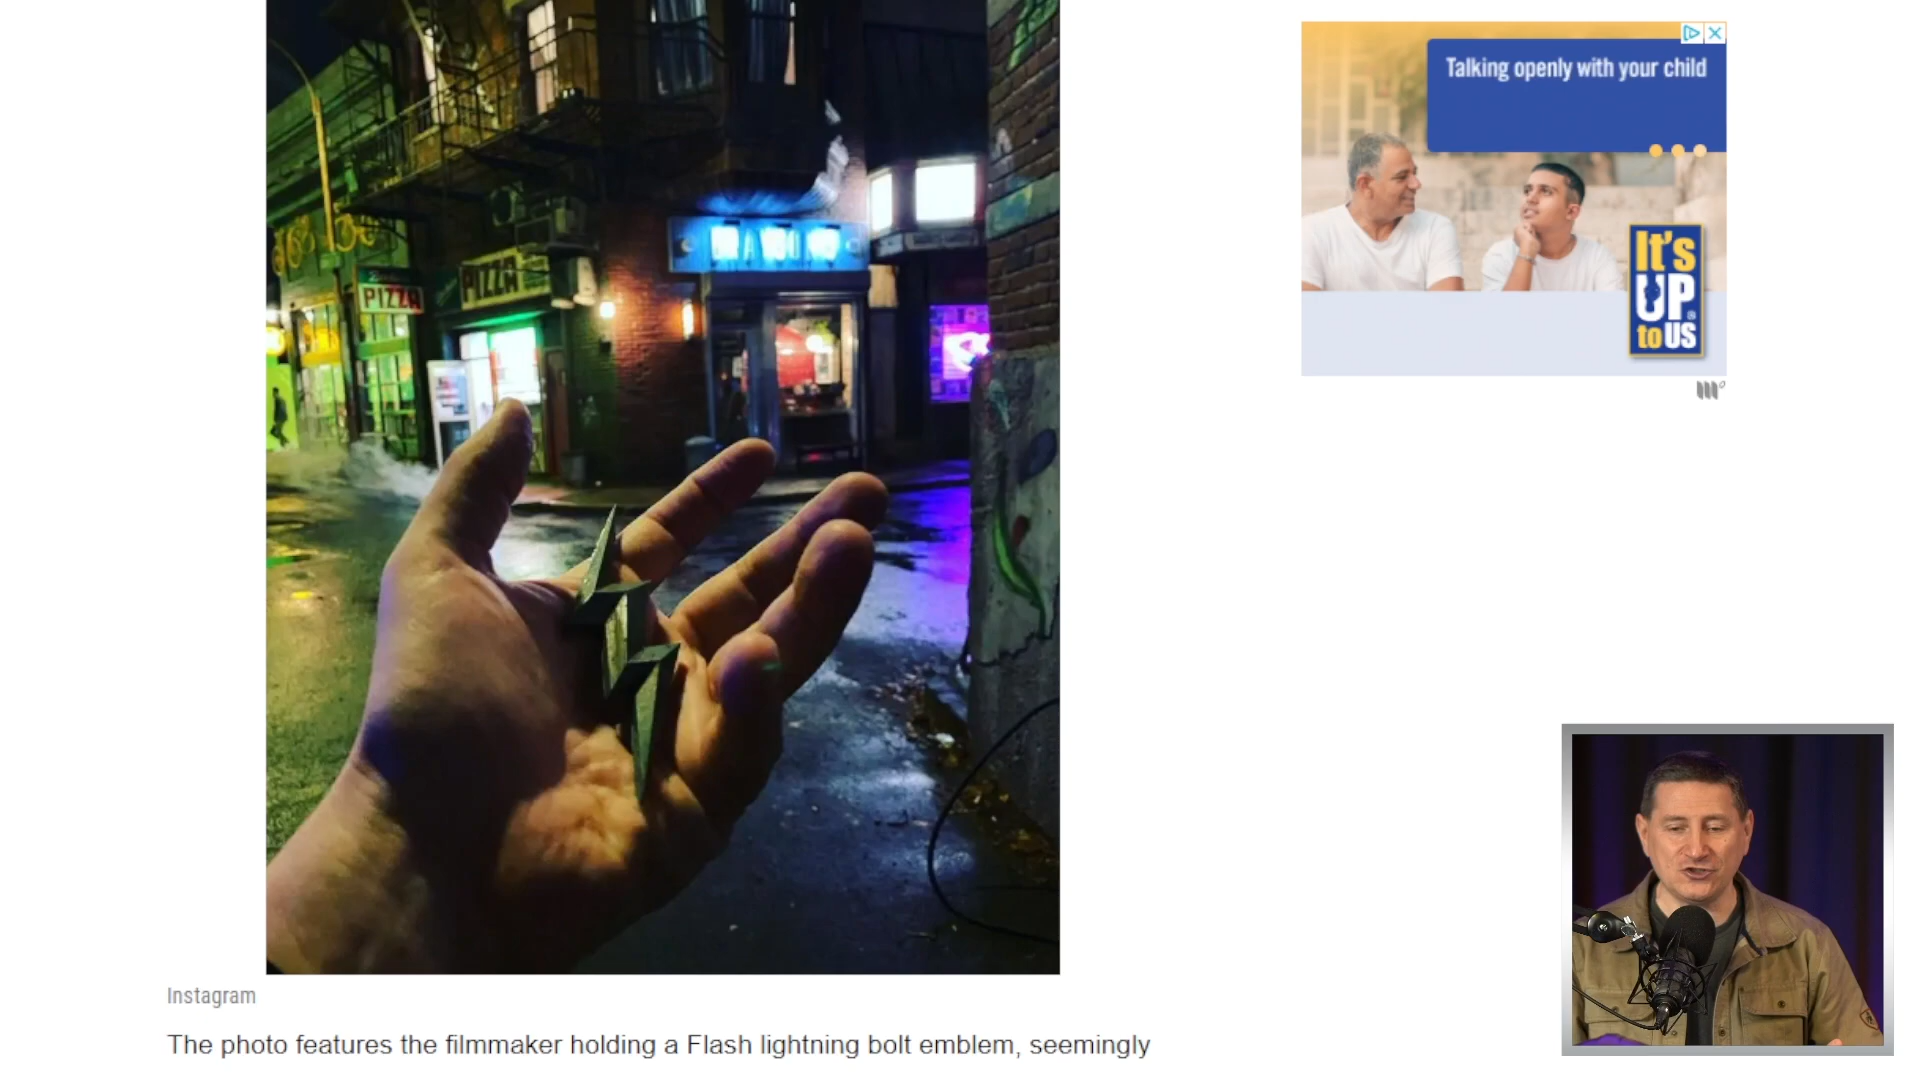 Talking openly with your child
It's
UP
to US
PIZZA
PIZZA
Instagram
The photo features the filmmaker holding a Flash lightning bolt emblem, seemingly